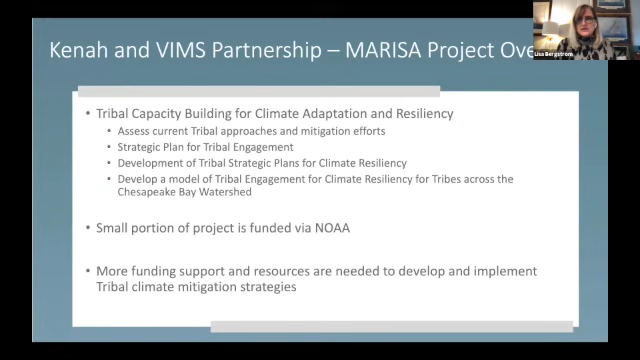 Kenah and VIMS Partnership – MARISA Project Ove
Lisa Bergstrom
• Tribal Capacity Building for Climate Adaptation and Resiliency
• Assess current Tribal approaches and mitigation efforts
• Strategic Plan for Tribal Engagement
• Development of Tribal Strategic Plans for Climate Resiliency
• Develop a model of Tribal Engagement for Climate Resiliency for Tribes across the
Chesapeake Bay Watershed
• Small portion of project is funded via NOAA
• More funding support and resources are needed to develop and implement
Tribal climate mitigation strategies